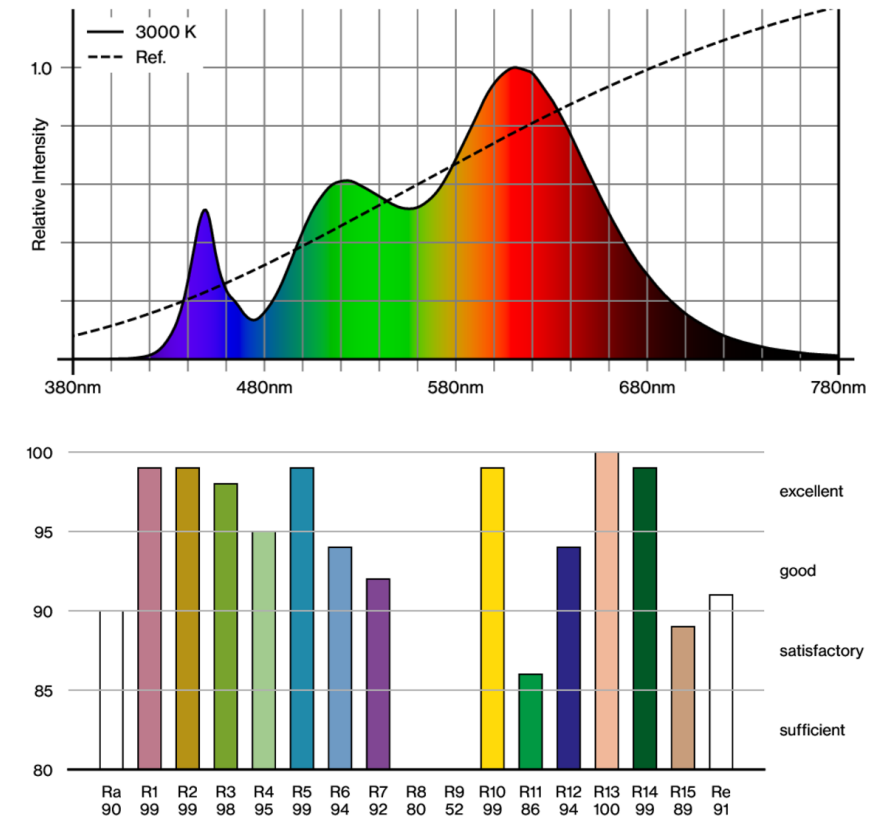 3000 K
Ref.
1.0
Relative Intensity
380nm 480nm 580nm 680nm 780nm
100
excellent
95
good
90
satisfactory
85
sufficient
80
Ra R1 R2 R3 R4 R5 R6 R7 R8 R9 R10 R11 R12 R13 R14 R15 Re
90 99 99 98 95 99 94 92 80 52 99 86 94 100 99 89 91